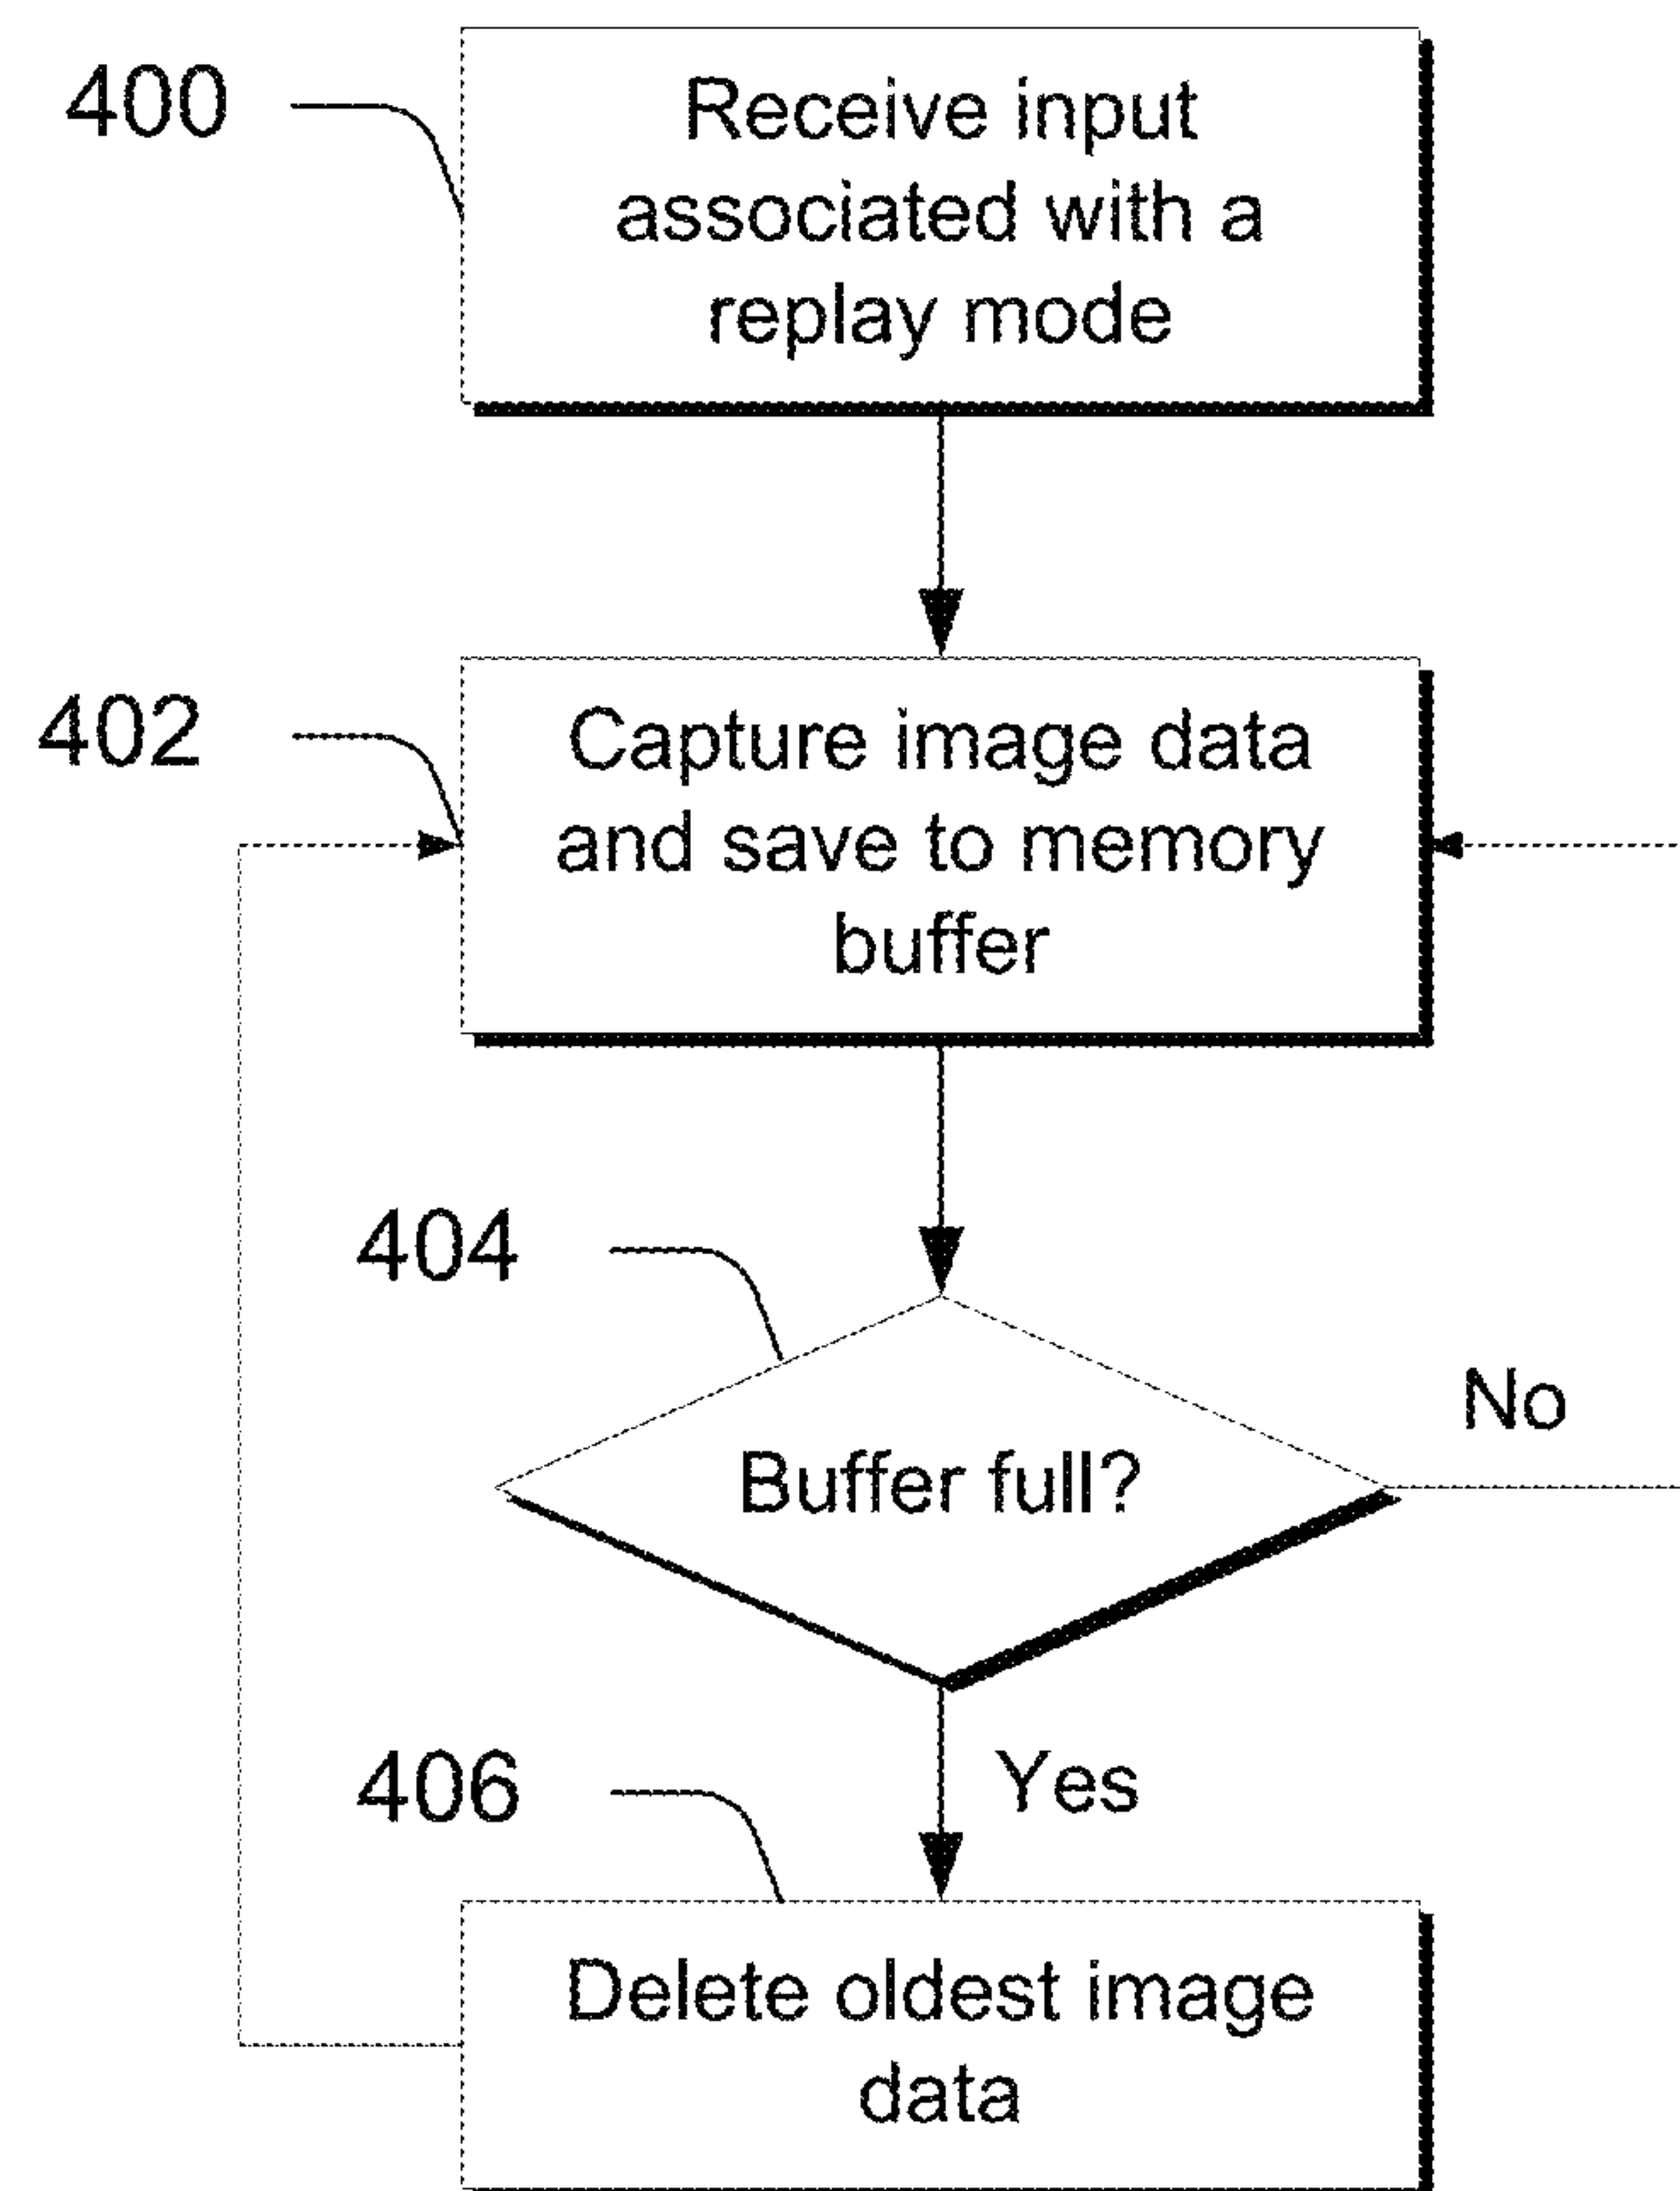 400
Receive input
associated with a
replay mode
402
Capture image data
and save to memory
buffer
404
Buffer full?
No
Yes
406
Delete oldest image
data